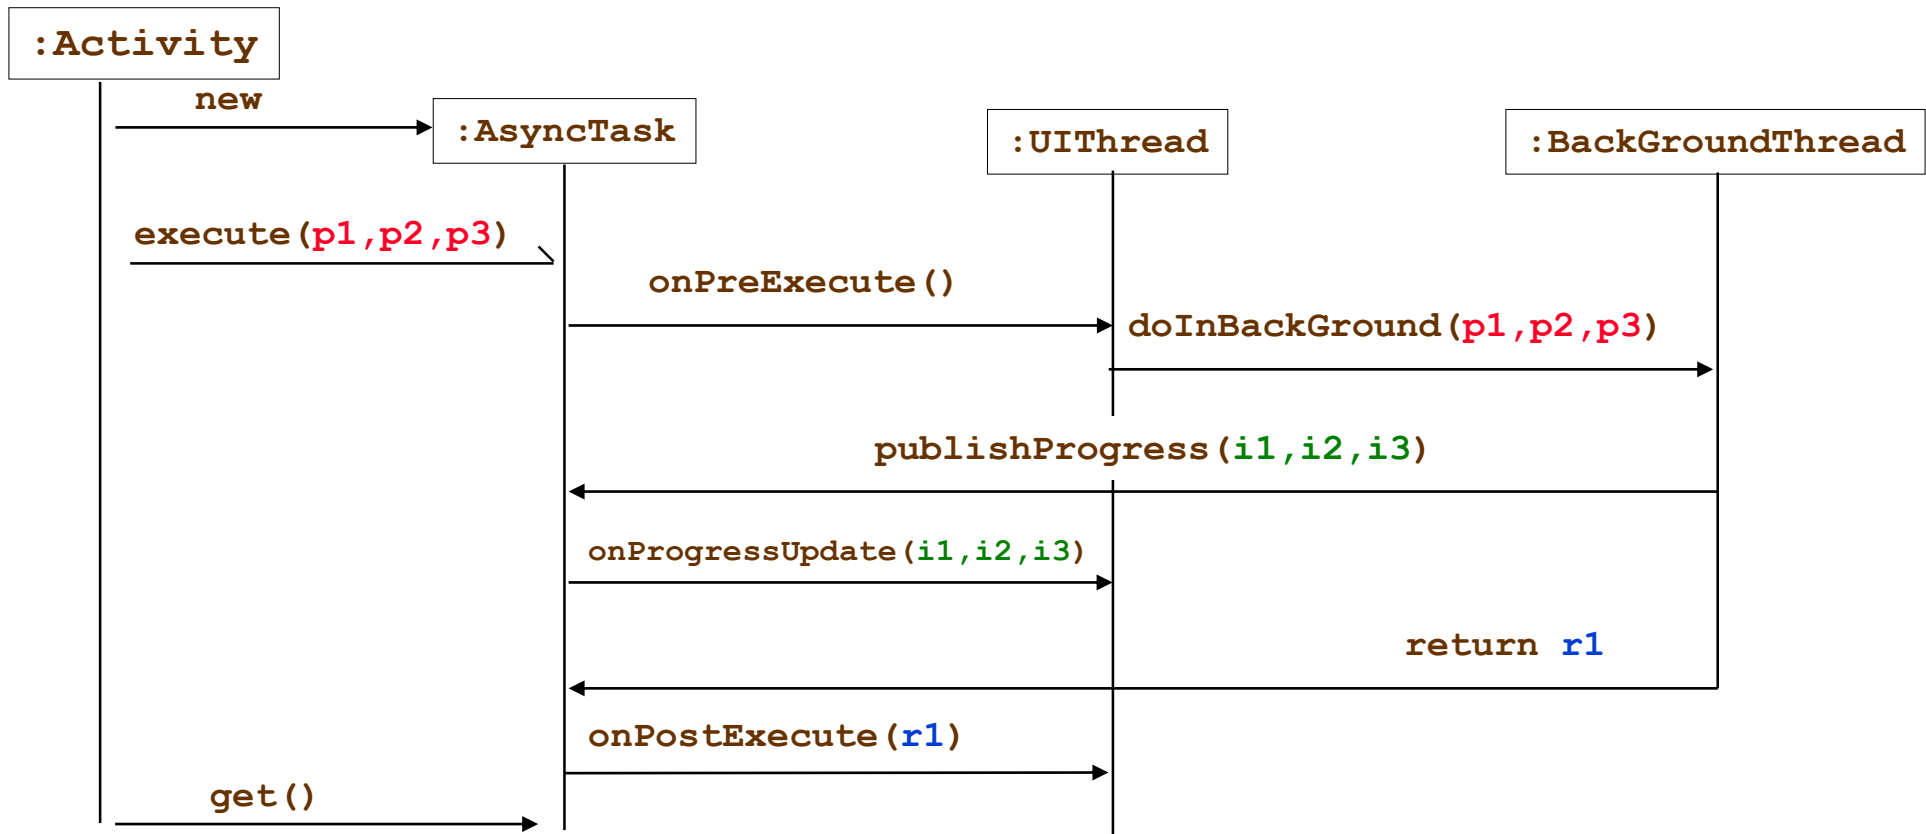 :Activity
new
:AsyncTask
:UIThread
:BackGroundThread
execute(p1,p2,p3)
onPreExecute()
doInBackGround(p1,p2,p3)
publishProgress(i1,i2,i3)
onProgressUpdate(i1,i2,i3)
return r1
onPostExecute(r1)
get()